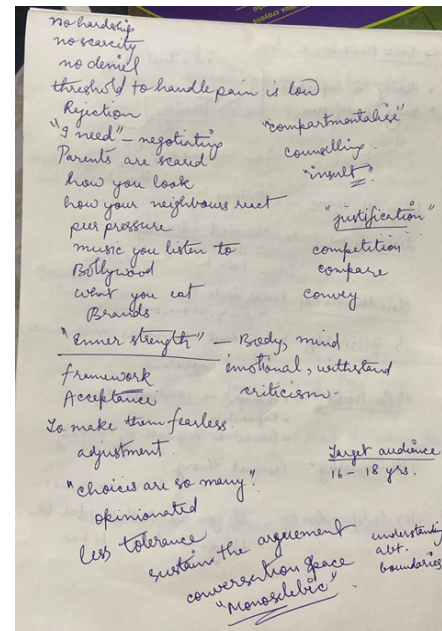 no hardship
no scarcity
no deniel
threshold to handle pain is low
Rejection
"I need" – negotiating
"compartmentalise"
Parents are scared
counselling.
how you look
"insult".
how your neighbours react
peer pressure
"justification"
music you listen to
competition
Bollywood
compare
what you eat
convey
Brands
"inner strength" – Body, mind
emotional, withstand
criticism.
framework
Acceptance
To make them fearless.
adjustment.
Target audience
16 – 18 yrs.
"choices are so many".
opinionated
less tolerance
sustain the arguement
conversation space
understanding
abt.
boundaries